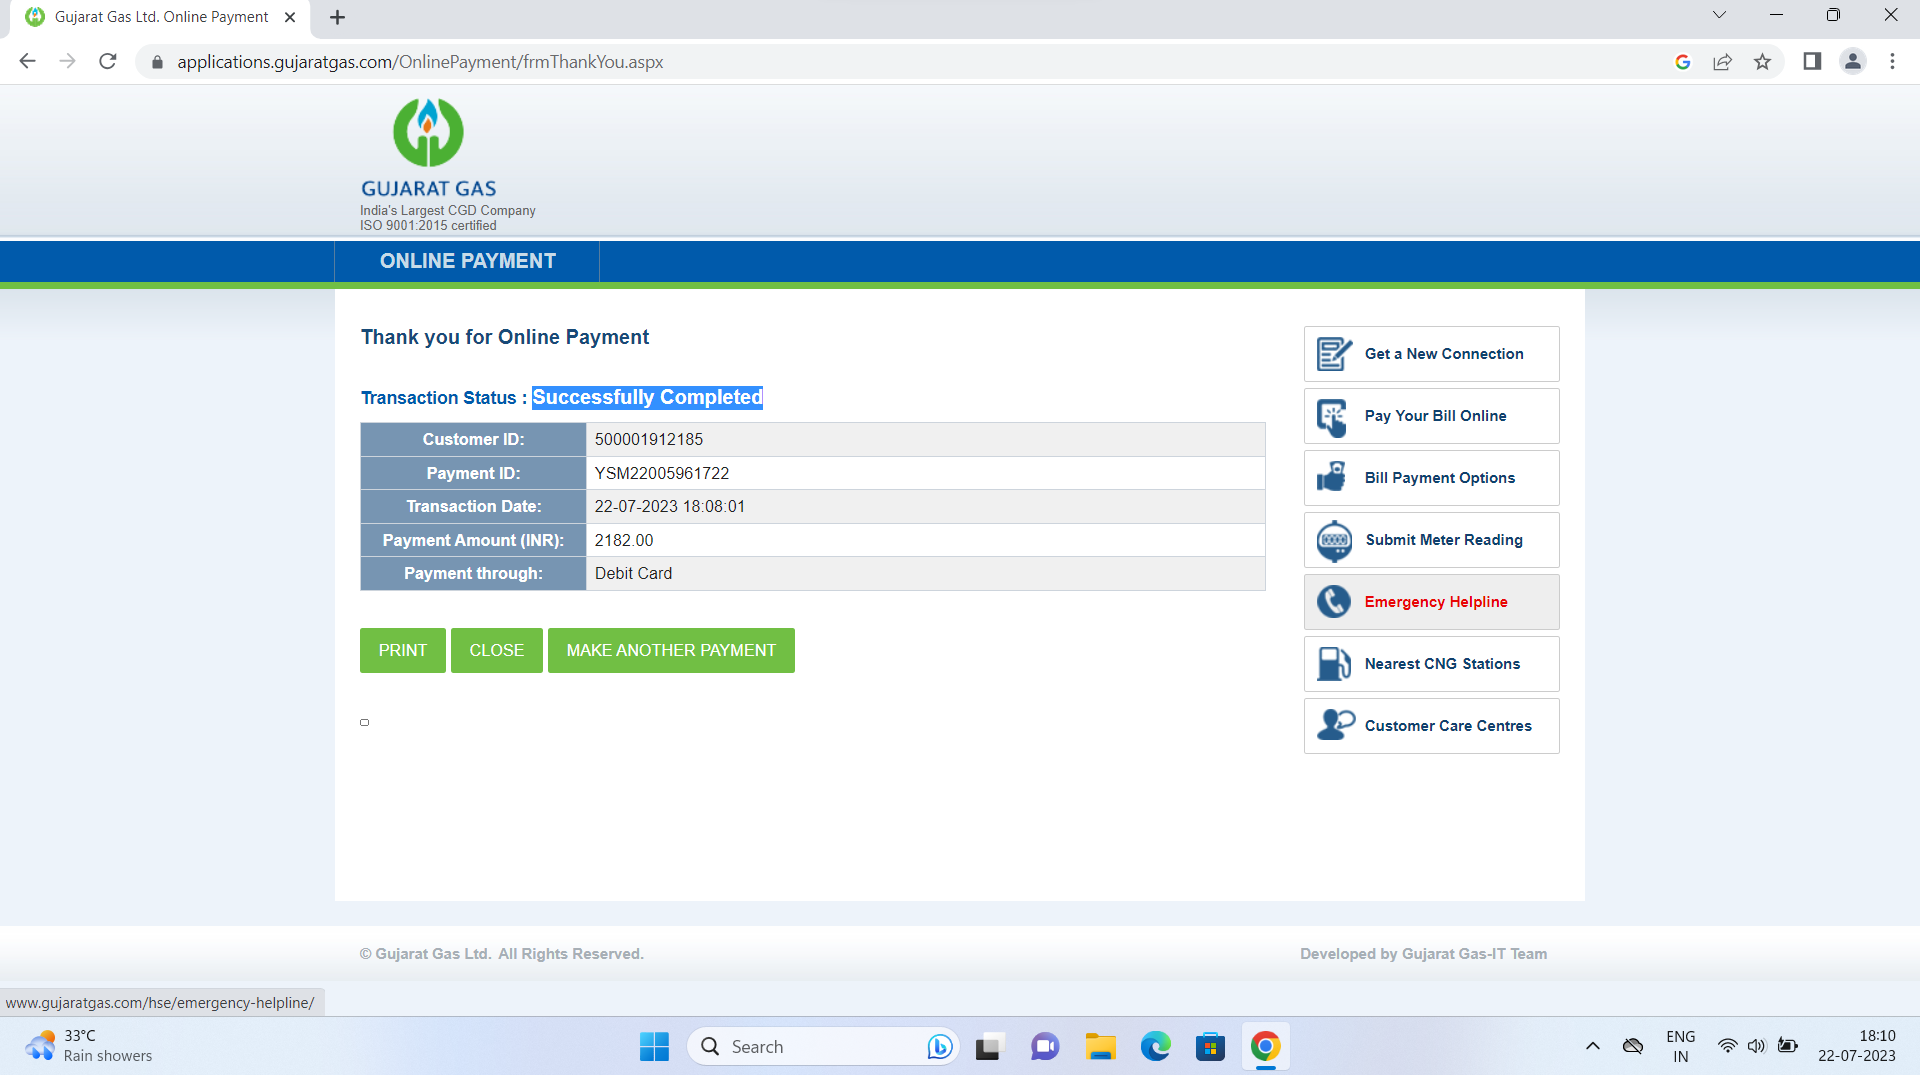 Gujarat Gas Ltd. Online Payment
applications.gujaratgas.com/OnlinePayment/frmThankYou.aspx
GUJARAT GAS
India's Largest CGD Company
ISO 9001:2015 certified
ONLINE PAYMENT
Thank you for Online Payment
Transaction Status : Successfully Completed
Customer ID: 500001912185
Payment ID: YSM22005961722
Transaction Date: 22-07-2023 18:08:01
Payment Amount (INR): 2182.00
Payment through: Debit Card
PRINT CLOSE MAKE ANOTHER PAYMENT
Get a New Connection
Pay Your Bill Online
Bill Payment Options
Submit Meter Reading
Emergency Helpline
Nearest CNG Stations
Customer Care Centres
© Gujarat Gas Ltd. All Rights Reserved.
Developed by Gujarat Gas-IT Team
www.gujaratgas.com/hse/emergency-helpline/
33°C
Rain showers
Search
ENG
IN
18:10
22-07-2023